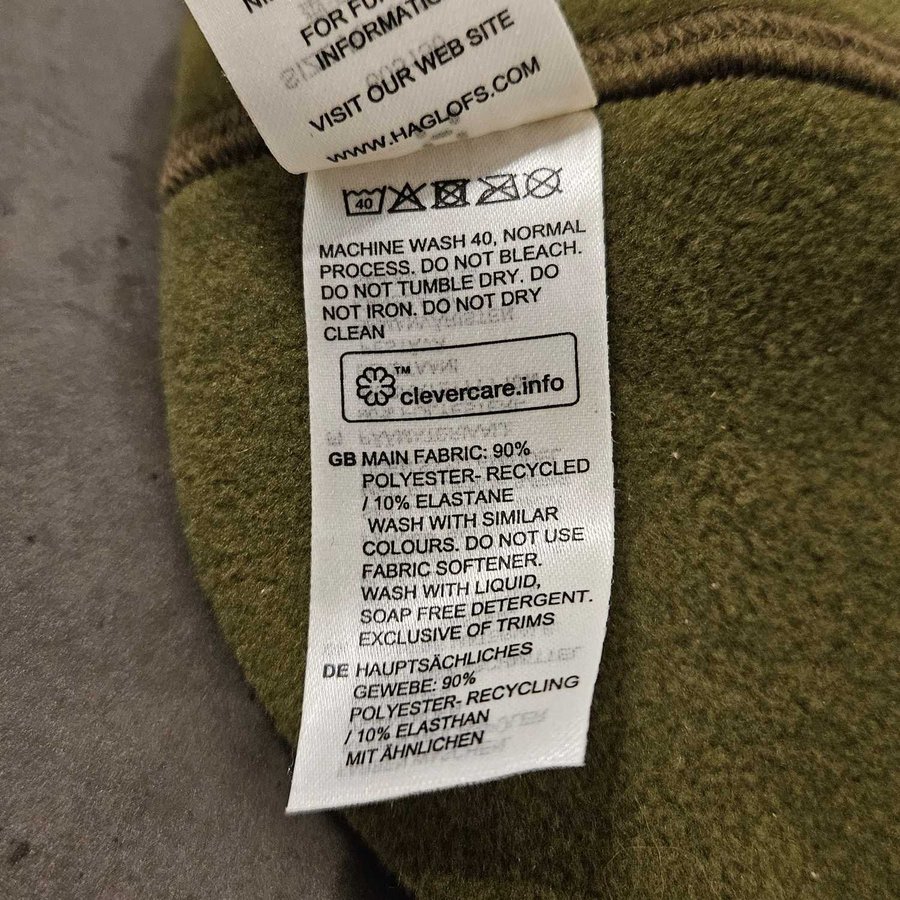 FOR
INFORMATIO
VISIT OUR WEB SITE
WWW.HAGLOFS.COM
40
MACHINE WASH 40, NORMAL
PROCESS. DO NOT BLEACH.
DO NOT TUMBLE DRY. DO
NOT IRON. DO NOT DRY
CLEAN
TM
clevercare.info
GB MAIN FABRIC: 90%
POLYESTER- RECYCLED
/ 10% ELASTANE
WASH WITH SIMILAR
COLOURS. DO NOT USE
FABRIC SOFTENER.
WASH WITH LIQUID,
SOAP FREE DETERGENT.
EXCLUSIVE OF TRIMS
DE HAUPTSÄCHLICHES
GEWEBE: 90%
POLYESTER- RECYCLING
/ 10% ELASTHAN
MIT ÄHNLICHEN